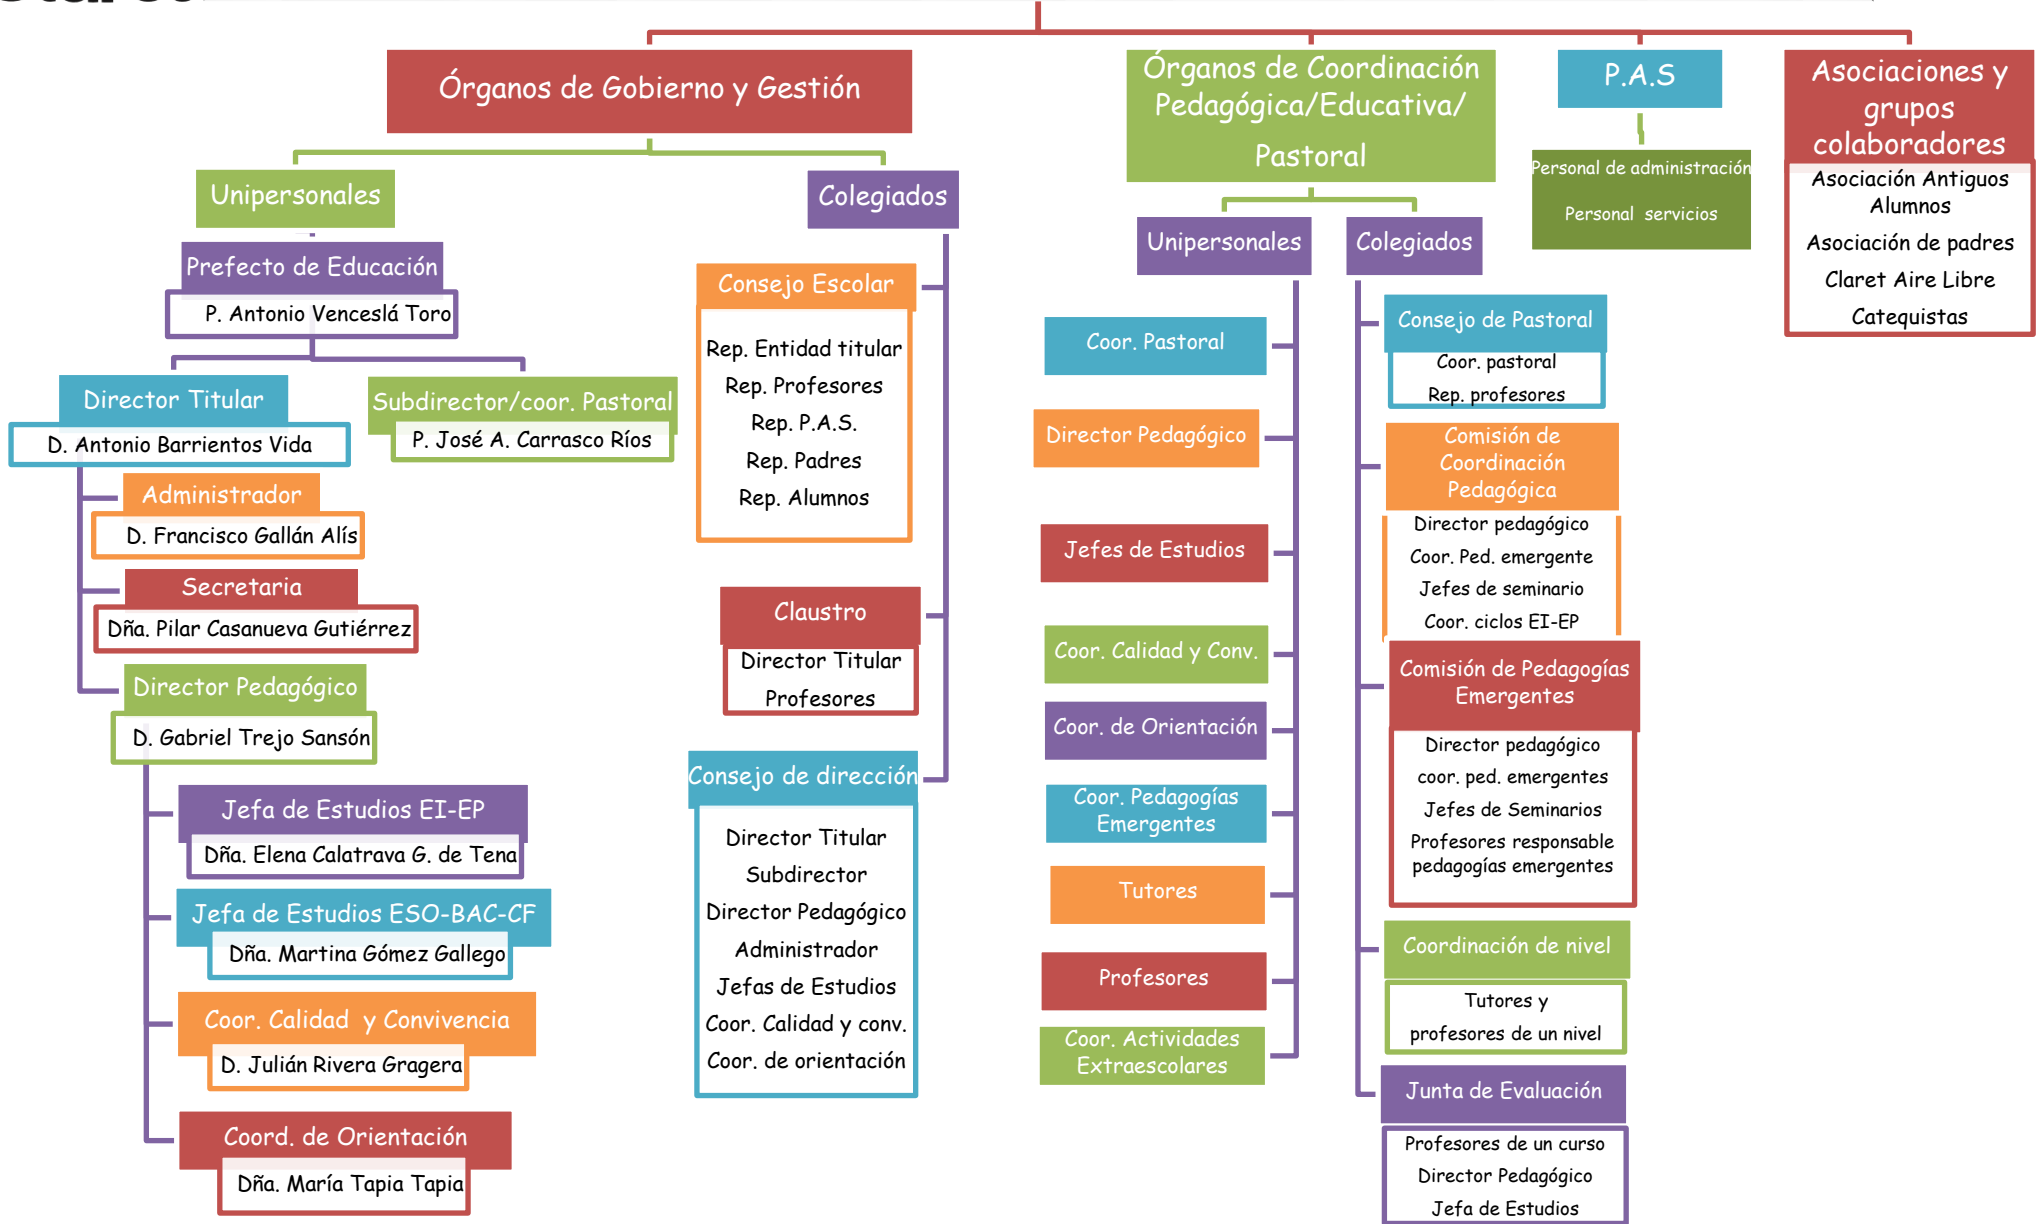 Órganos de Gobierno y Gestión
Unipersonales
Prefecto de Educación
P. Antonio Venceslá Toro
Director Titular
D. Antonio Barrientos Vida
Subdirector/coor. Pastoral
P. José A. Carrasco Ríos
Administrador
D. Francisco Gallán Alís
Secretaria
Dña. Pilar Casanueva Gutiérrez
Director Pedagógico
D. Gabriel Trejo Sansón
Jefa de Estudios EI-EP
Dña. Elena Calatrava G. de Tena
Jefa de Estudios ESO-BAC-CF
Dña. Martina Gómez Gallego
Coor. Calidad y Convivencia
D. Julián Rivera Gragera
Coord. de Orientación
Dña. María Tapia Tapia
Colegiados
Consejo Escolar
Rep. Entidad titular
Rep. Profesores
Rep. P.A.S.
Rep. Padres
Rep. Alumnos
Claustro
Director Titular
Profesores
Consejo de dirección
Director Titular
Subdirector
Director Pedagógico
Administrador
Jefas de Estudios
Coor. Calidad y conv.
Coor. de orientación
Órganos de Coordinación
Pedagógica/Educativa/
Pastoral
Unipersonales
Coor. Pastoral
Director Pedagógico
Jefes de Estudios
Coor. Calidad y Conv.
Coor. de Orientación
Coor. Pedagogías
Emergentes
Tutores
Profesores
Coor. Actividades
Extraescolares
Colegiados
Consejo de Pastoral
Coor. pastoral
Rep. profesores
Comisión de
Coordinación
Pedagógica
Director pedagógico
Coor. Ped. emergente
Jefes de seminario
Coor. ciclos EI-EP
Comisión de Pedagogías
Emergentes
Director pedagógico
coor. ped. emergentes
Jefes de Seminarios
Profesores responsable
pedagogías emergentes
Coordinación de nivel
Tutores y
profesores de un nivel
Junta de Evaluación
Profesores de un curso
Director Pedagógico
Jefa de Estudios
P.A.S
Personal de administración
Personal servicios
Asociaciones y
grupos
colaboradores
Asociación Antiguos
Alumnos
Asociación de padres
Claret Aire Libre
Catequistas